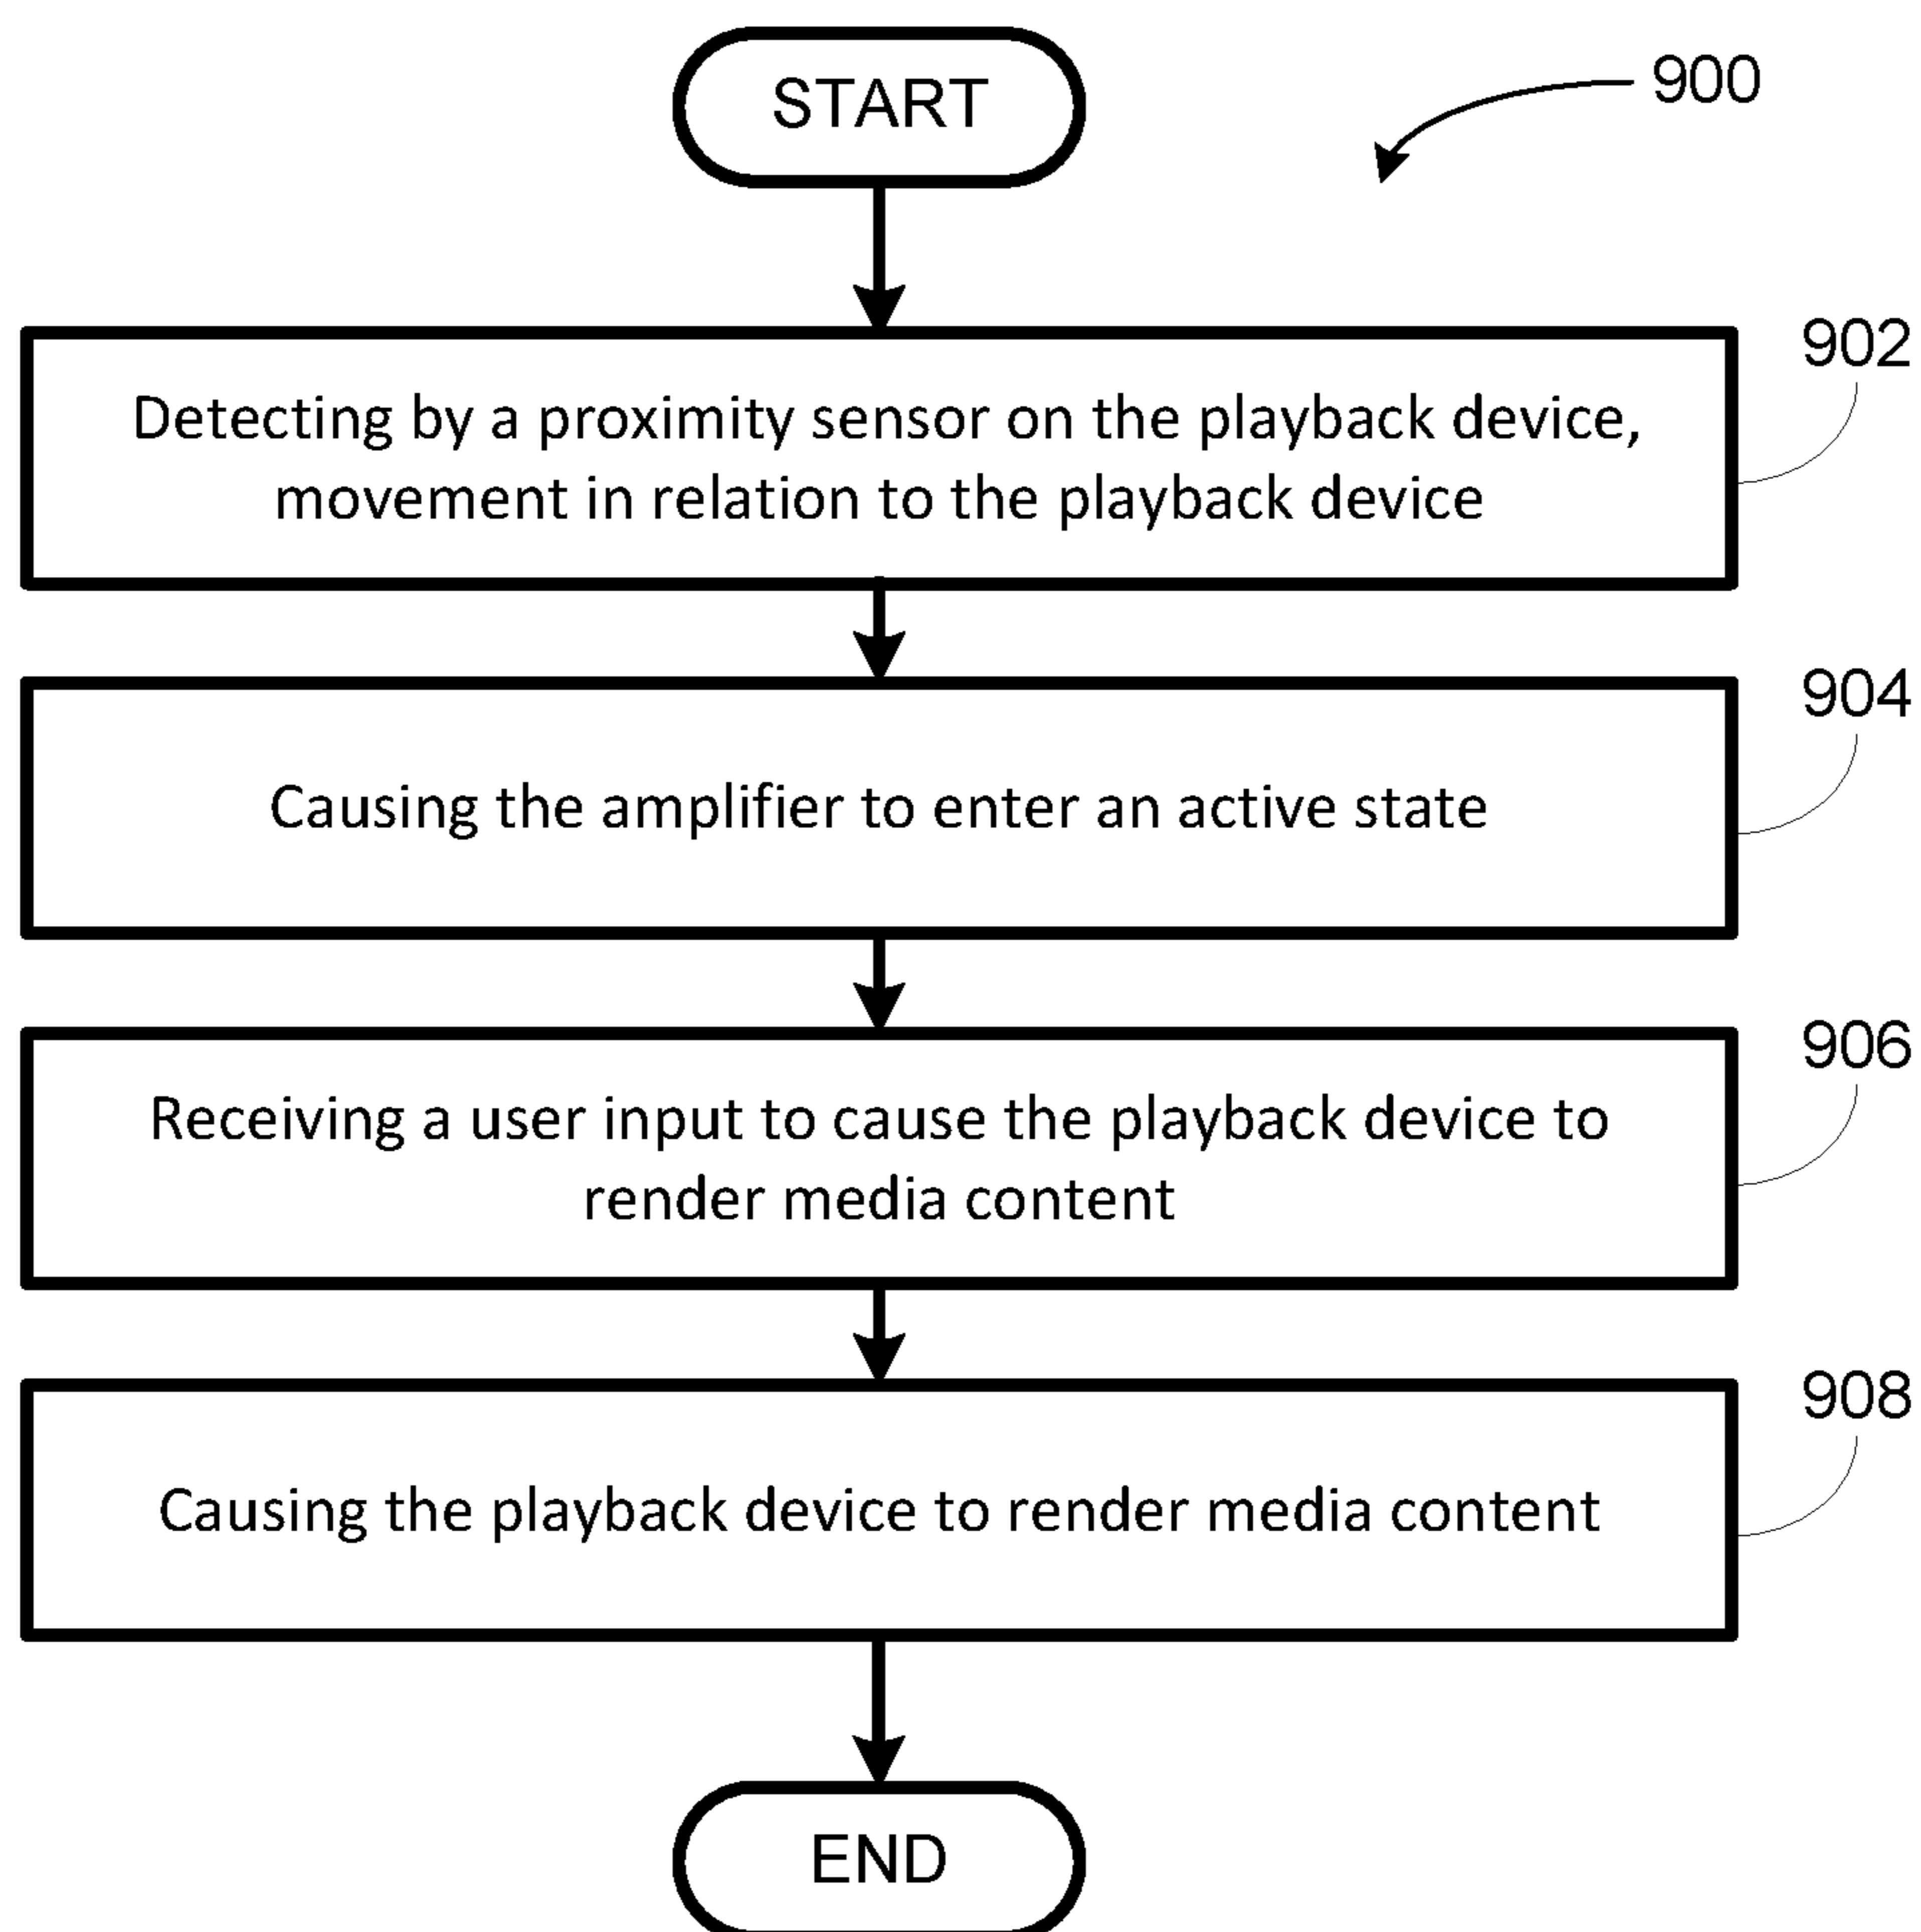 START
900
902
Detecting by a proximity sensor on the playback device,
movement in relation to the playback device
904
Causing the amplifier to enter an active state
906
Receiving a user input to cause the playback device to
render media content
908
Causing the playback device to render media content
END